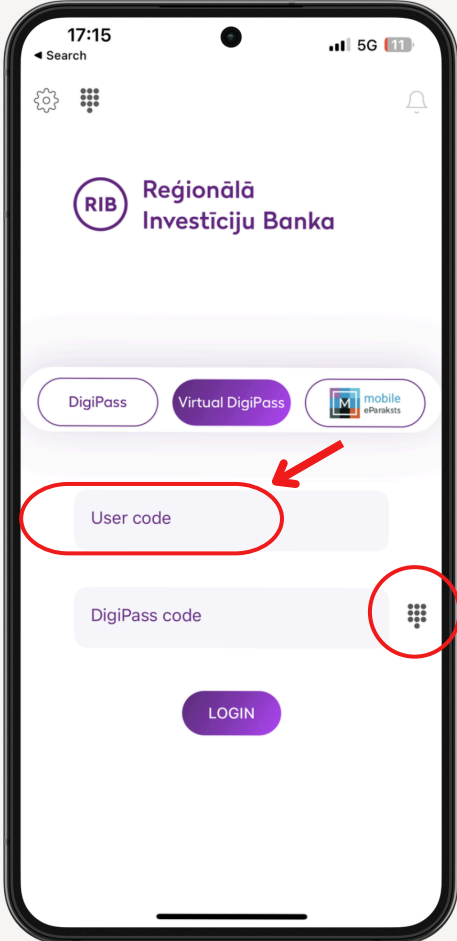 17:15
5G 11
◄ Search
RIB
Reģionālā
Investīciju Banka
DigiPass
Virtual DigiPass
M
mobile
eParaksts
User code
DigiPass code
LOGIN